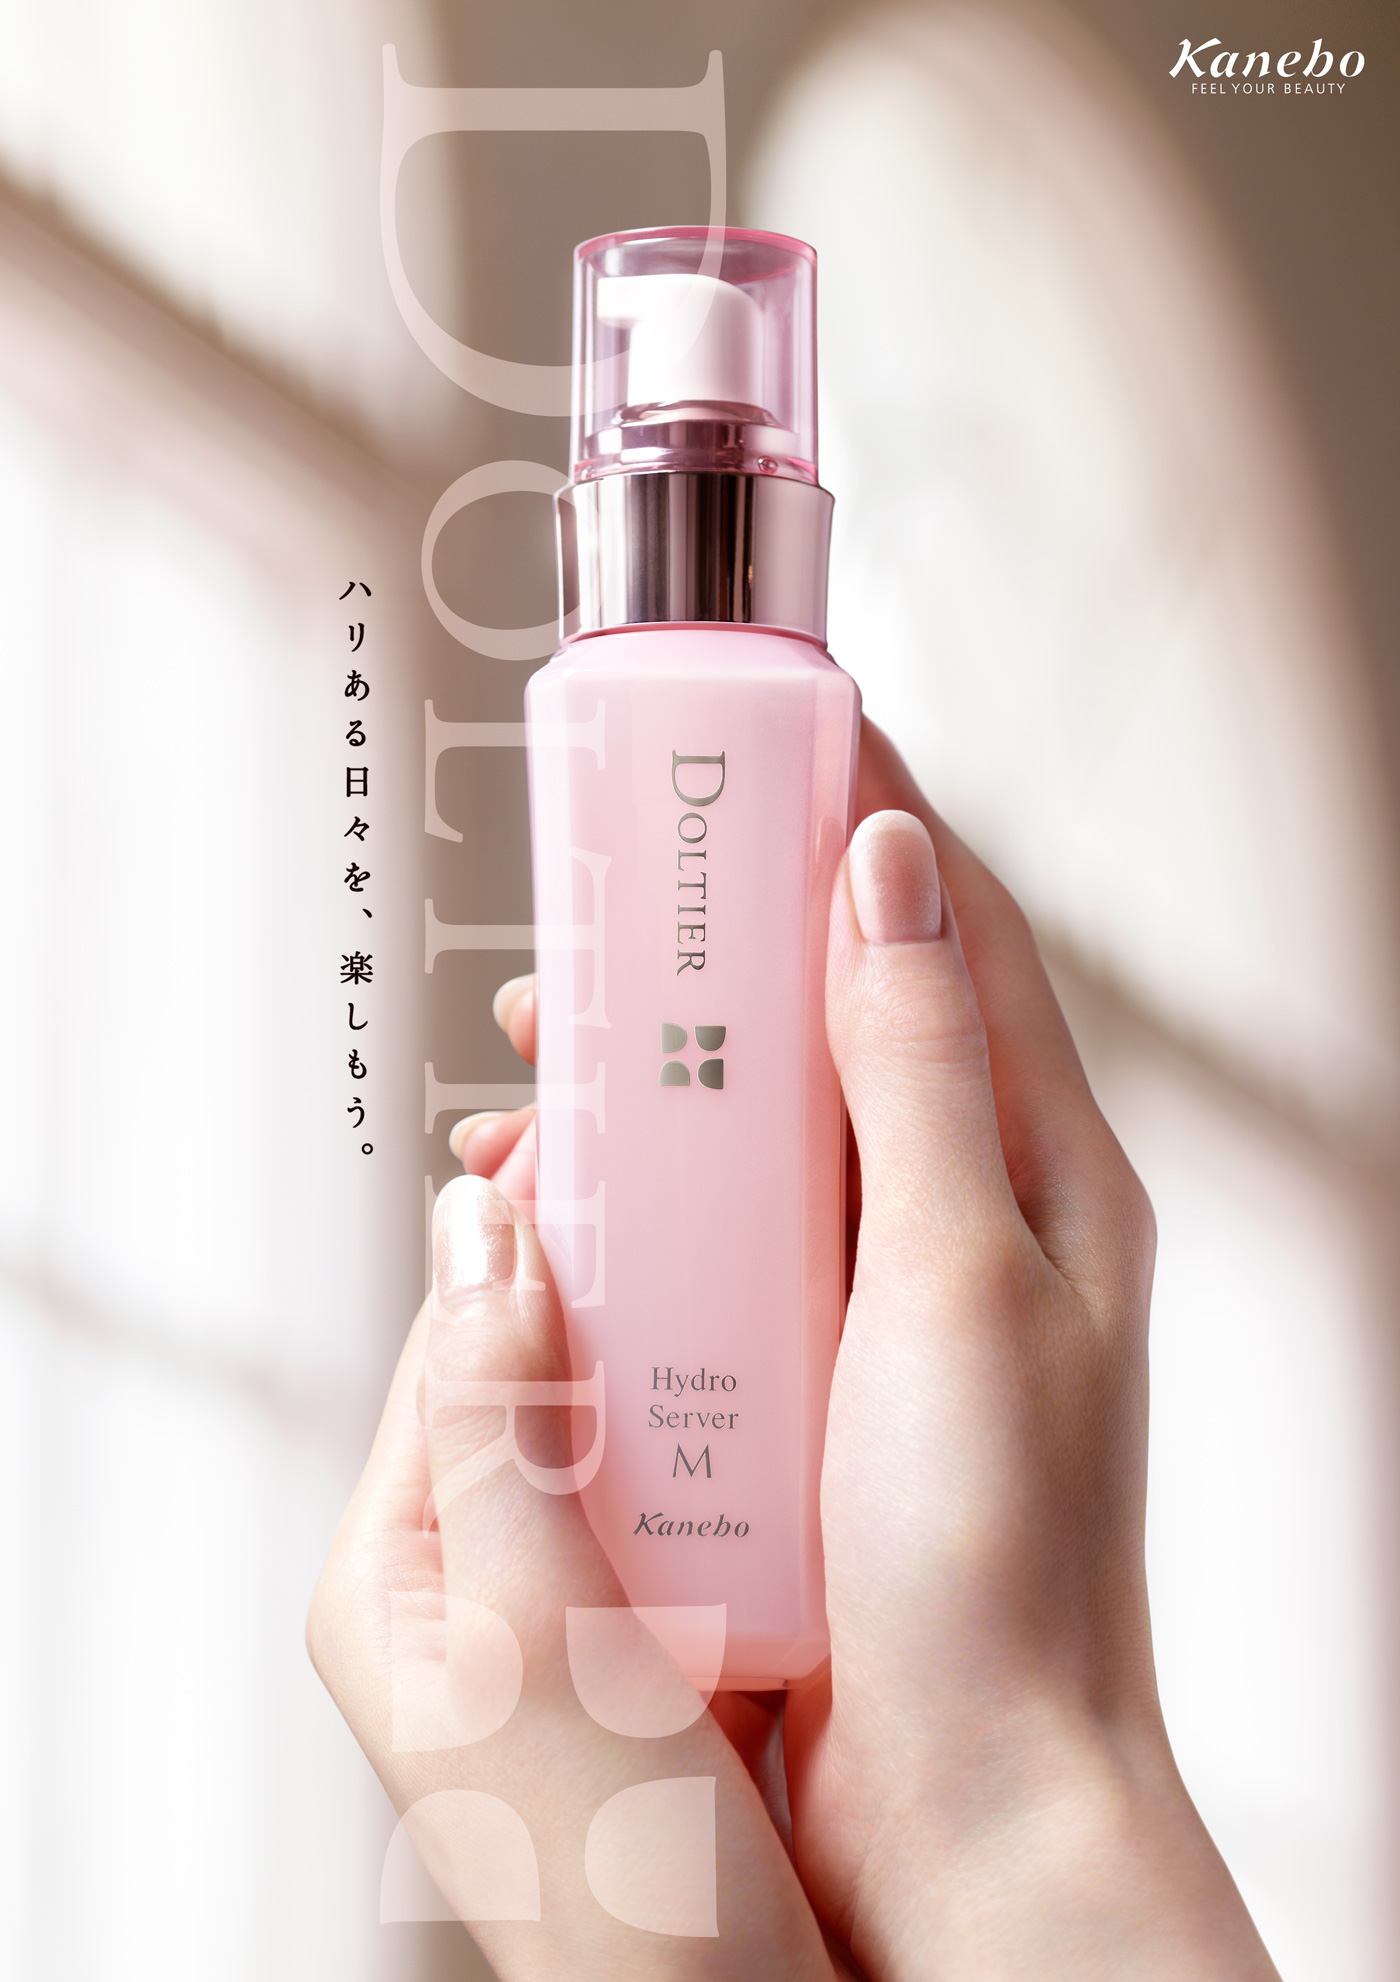 Kanebo
FEEL YOUR BEAUTY
DOLTIER
ハリある日々を、楽しもう。
DOLTIER
Hydro
Server
M
Kanebo